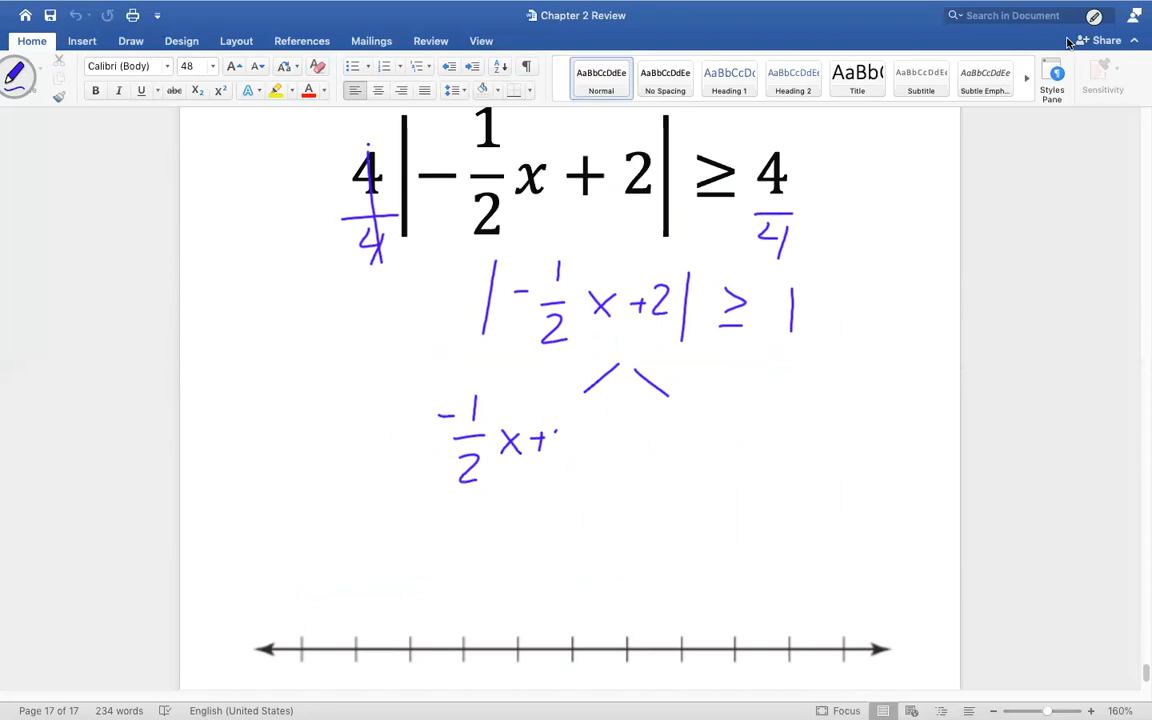 Chapter 2 Review
Search in Document
Home Insert Draw Design Layout References Mailings Review View
Share
Calibri (Body) 48
AaBbCcDdEe AaBbCcDdEe AaBbCcDc AaBbCcDdEe AaBb( AaBbCcDdEe AaBbCcDdEe
Normal No Spacing Heading 1 Heading 2 Title Subtitle Subtle Emph...
Styles Pane
Sensitivity
B I U abc X₂ X² A A
4|−1/2x + 2| ≥ 4
4 4
|-1/2 x +2| ≥ 1
-1/2 x+
Page 17 of 17 234 words English (United States) Focus 160%